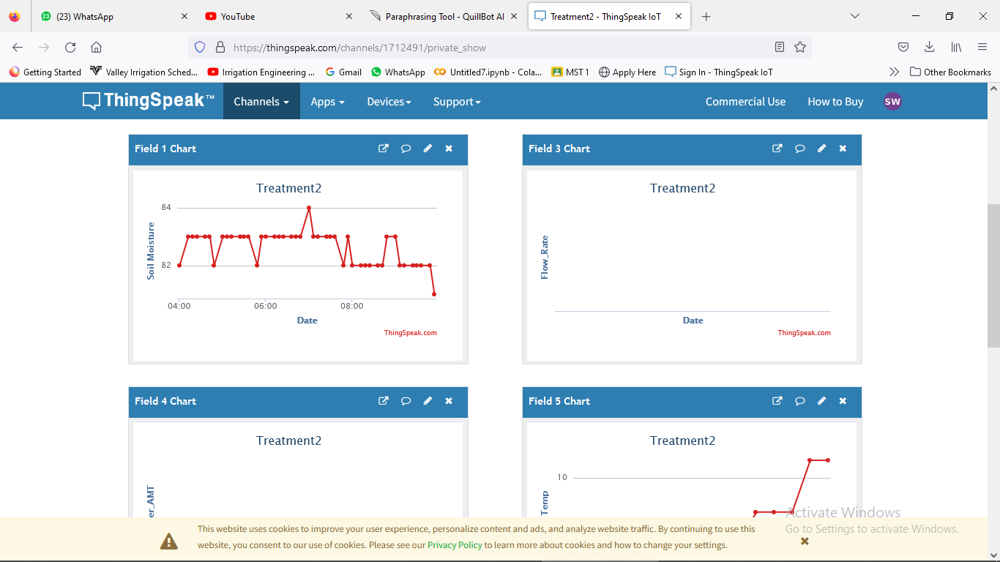 23 (23) WhatsApp
YouTube
Paraphrasing Tool - QuillBot AI
Treatment2 - ThingSpeak IoT
https://thingspeak.com/channels/1712491/private_show
Getting Started
Valley Irrigation Sched...
Irrigation Engineering ...
Gmail
WhatsApp
Untitled7.ipynb - Cola...
MST 1
Apply Here
Sign In - ThingSpeak IoT
Other Bookmarks
ThingSpeak™
Channels
Apps
Devices
Support
Commercial Use
How to Buy
SW
Field 1 Chart
Treatment2
Soil Moisture
84
82
04:00 06:00 08:00
Date
ThingSpeak.com
Field 3 Chart
Treatment2
Flow_Rate
Date
ThingSpeak.com
Field 4 Chart
Treatment2
er_AMT
Field 5 Chart
Treatment2
Temp
10
Activate Windows
Go to Settings to activate Windows.
This website uses cookies to improve your user experience, personalize content and ads, and analyze website traffic. By continuing to use this
website, you consent to our use of cookies. Please see our Privacy Policy to learn more about cookies and how to change your settings.